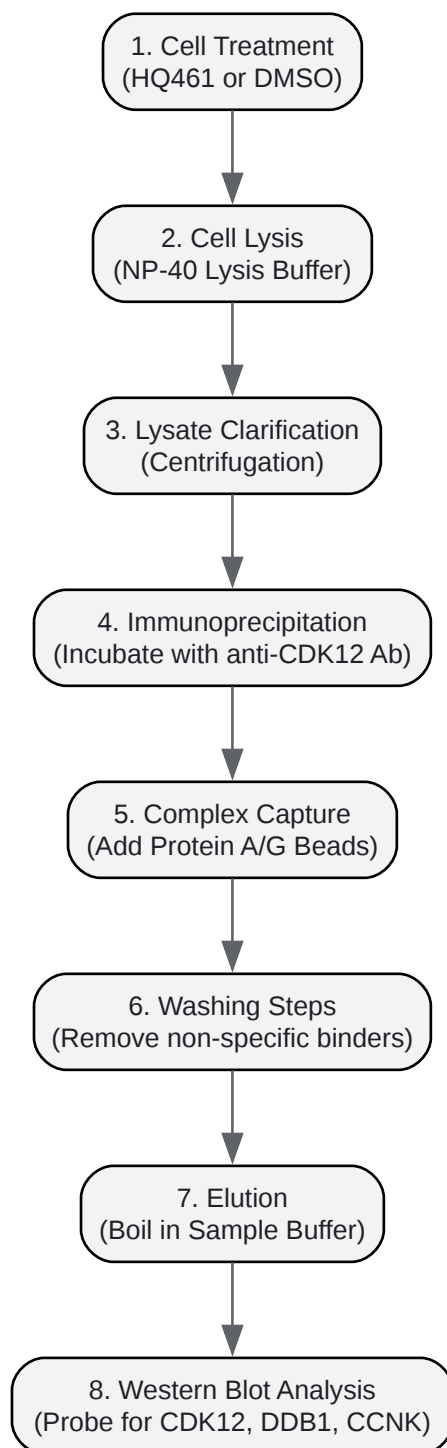 1. Cell Treatment
(HQ461 or DMSO)
2. Cell Lysis
(NP-40 Lysis Buffer)
3. Lysate Clarification
(Centrifugation)
4. Immunoprecipitation
(Incubate with anti-CDK12 Ab)
5. Complex Capture
(Add Protein A/G Beads)
6. Washing Steps
(Remove non-specific binders)
7. Elution
(Boil in Sample Buffer)
8. Western Blot Analysis
(Probe for CDK12, DDB1, CCNK)